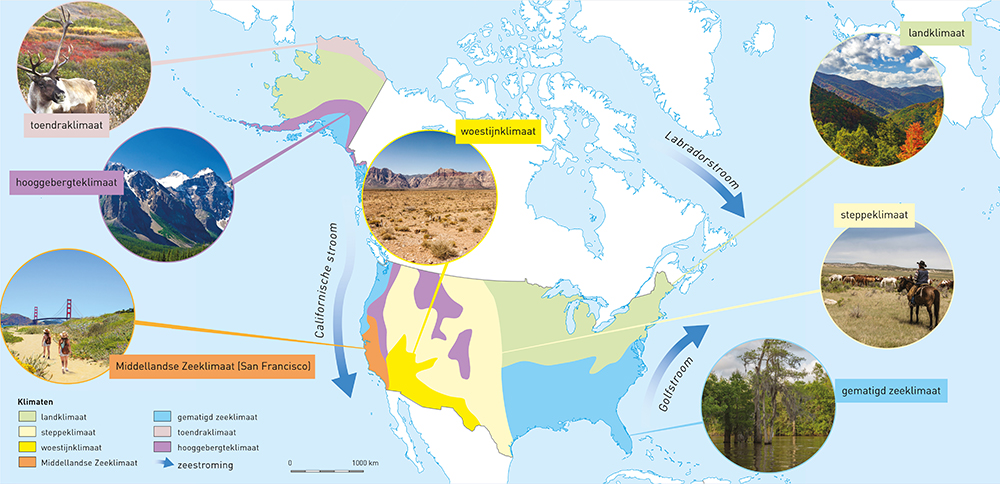 landklimaat
toendraklimaat
woestijnklimaat
Labradorstroom
hooggebergteklimaat
steppeklimaat
Californische stroom
Middellandse Zeeklimaat (San Francisco)
Golfstroom
gematigd zeeklimaat
Klimaten
landklimaat
steppeklimaat
woestijnklimaat
Middellandse Zeeklimaat
gematigd zeeklimaat
toendraklimaat
hooggebergteklimaat
zeestroming
0 1000 km